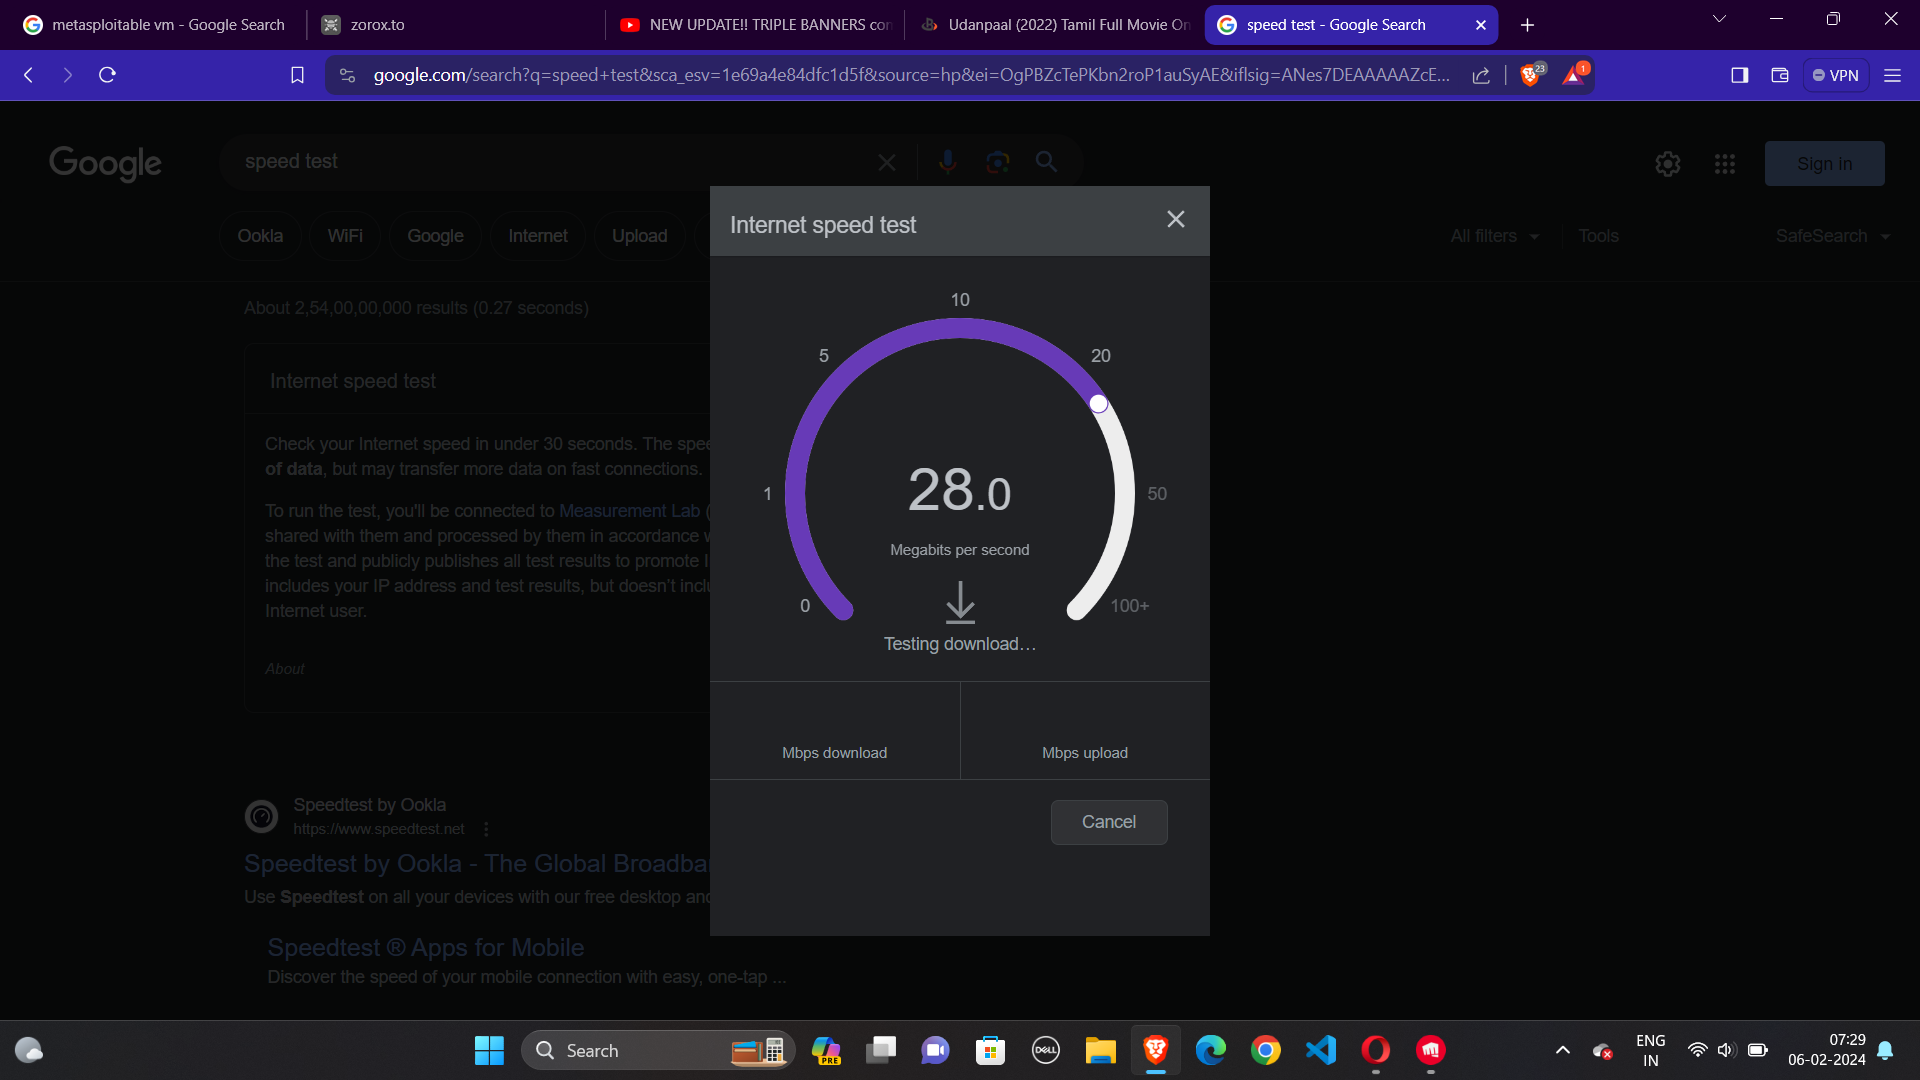 metasploitable vm - Google Search
zorox.to
NEW UPDATE!! TRIPLE BANNERS con
Udanpaal (2022) Tamil Full Movie On
speed test - Google Search
google.com/search?q=speed+test&sca_esv=1e69a4e84dfc1d5f&source=hp&ei=OgPBZcTePKbn2roP1auSyAE&iflsig=ANes7DEAAAAAZcE...
23
1
VPN
Google
speed test
Sign in
Ookla
WiFi
Google
Internet
Upload
All filters
Tools
SafeSearch
About 2,54,00,00,000 results (0.27 seconds)
Internet speed test
Check your Internet speed in under 30 seconds. The spee
of data, but may transfer more data on fast connections.
To run the test, you'll be connected to Measurement Lab (
shared with them and processed by them in accordance w
the test and publicly publishes all test results to promote I
includes your IP address and test results, but doesn't inclu
Internet user.
About
Speedtest by Ookla
https://www.speedtest.net
Speedtest by Ookla - The Global Broadba
Use Speedtest on all your devices with our free desktop and
Speedtest ® Apps for Mobile
Discover the speed of your mobile connection with easy, one-tap ...
Internet speed test
10
5
20
1
28.0
50
Megabits per second
0
100+
Testing download…
Mbps download
Mbps upload
Cancel
Search
PRE
DELL
ENG
IN
07:29
06-02-2024